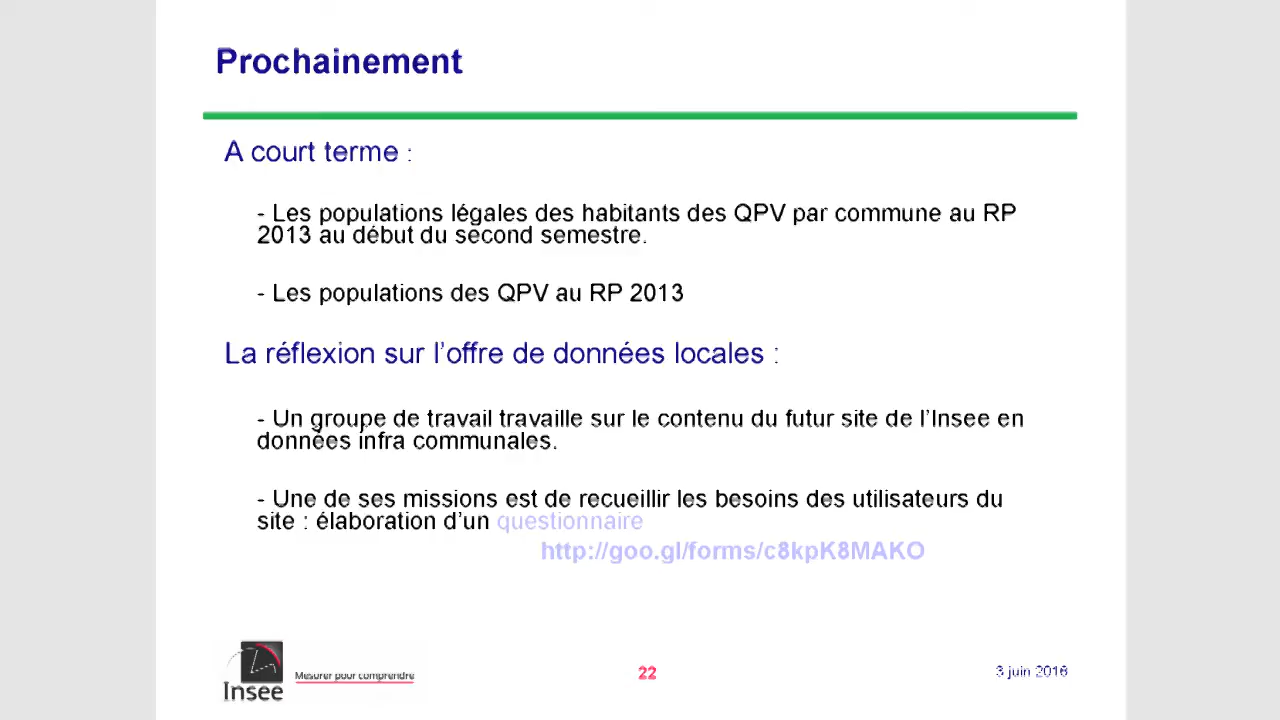 Prochainement
A court terme :
- Les populations légales des habitants des QPV par commune au RP
2013 au début du second semestre.
- Les populations des QPV au RP 2013
La réflexion sur l'offre de données locales :
- Un groupe de travail travaille sur le contenu du futur site de l'Insee en
données infra communales.
- Une de ses missions est de recueillir les besoins des utilisateurs du
site : élaboration d'un questionnaire
http://goo.gl/forms/c8kpK8MAKO
Insee
Mesurer pour comprendre
22
3 juin 2016